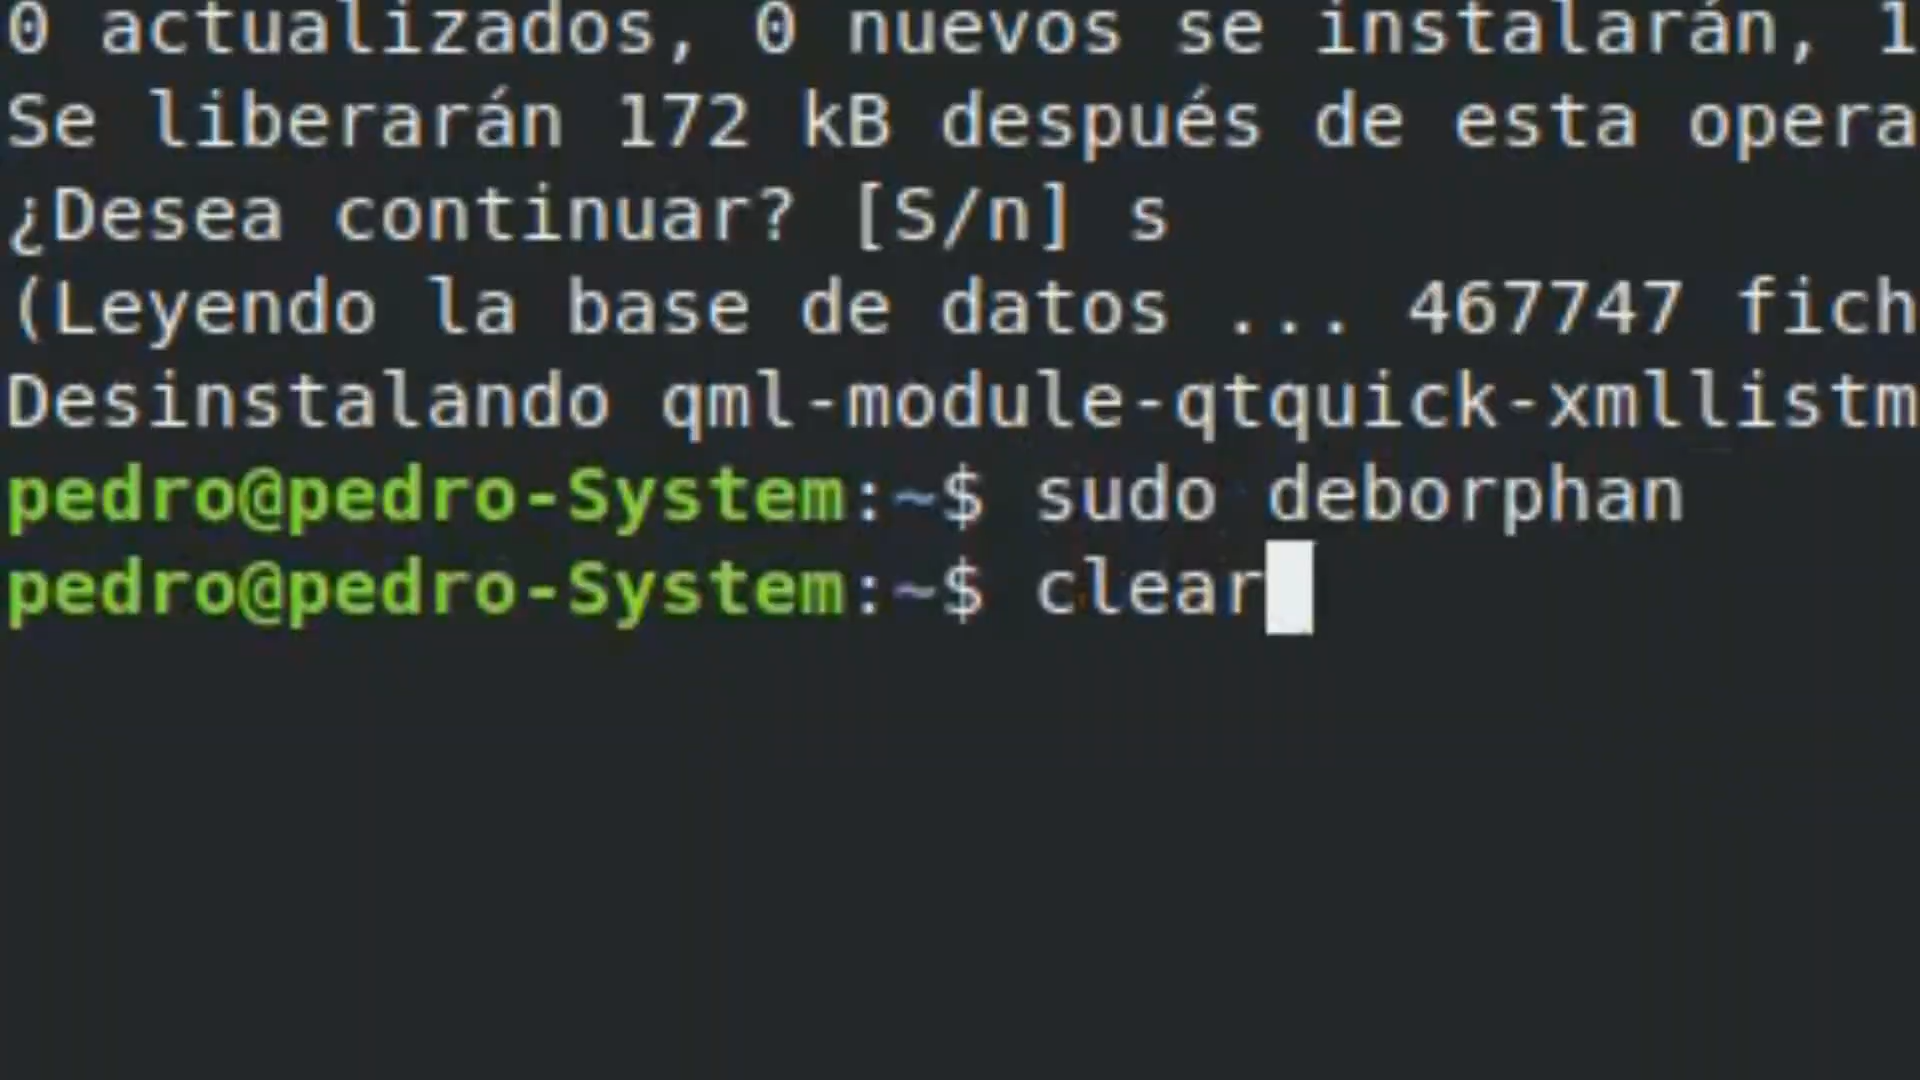 0 actualizados, 0 nuevos se instalarán, 1
Se liberarán 172 kB después de esta opera
¿Desea continuar? [S/n] s
(Leyendo la base de datos ... 467747 fich
Desinstalando qml-module-qtquick-xmllistm
pedro@pedro-System:~$ sudo deborphan
pedro@pedro-System:~$ clear